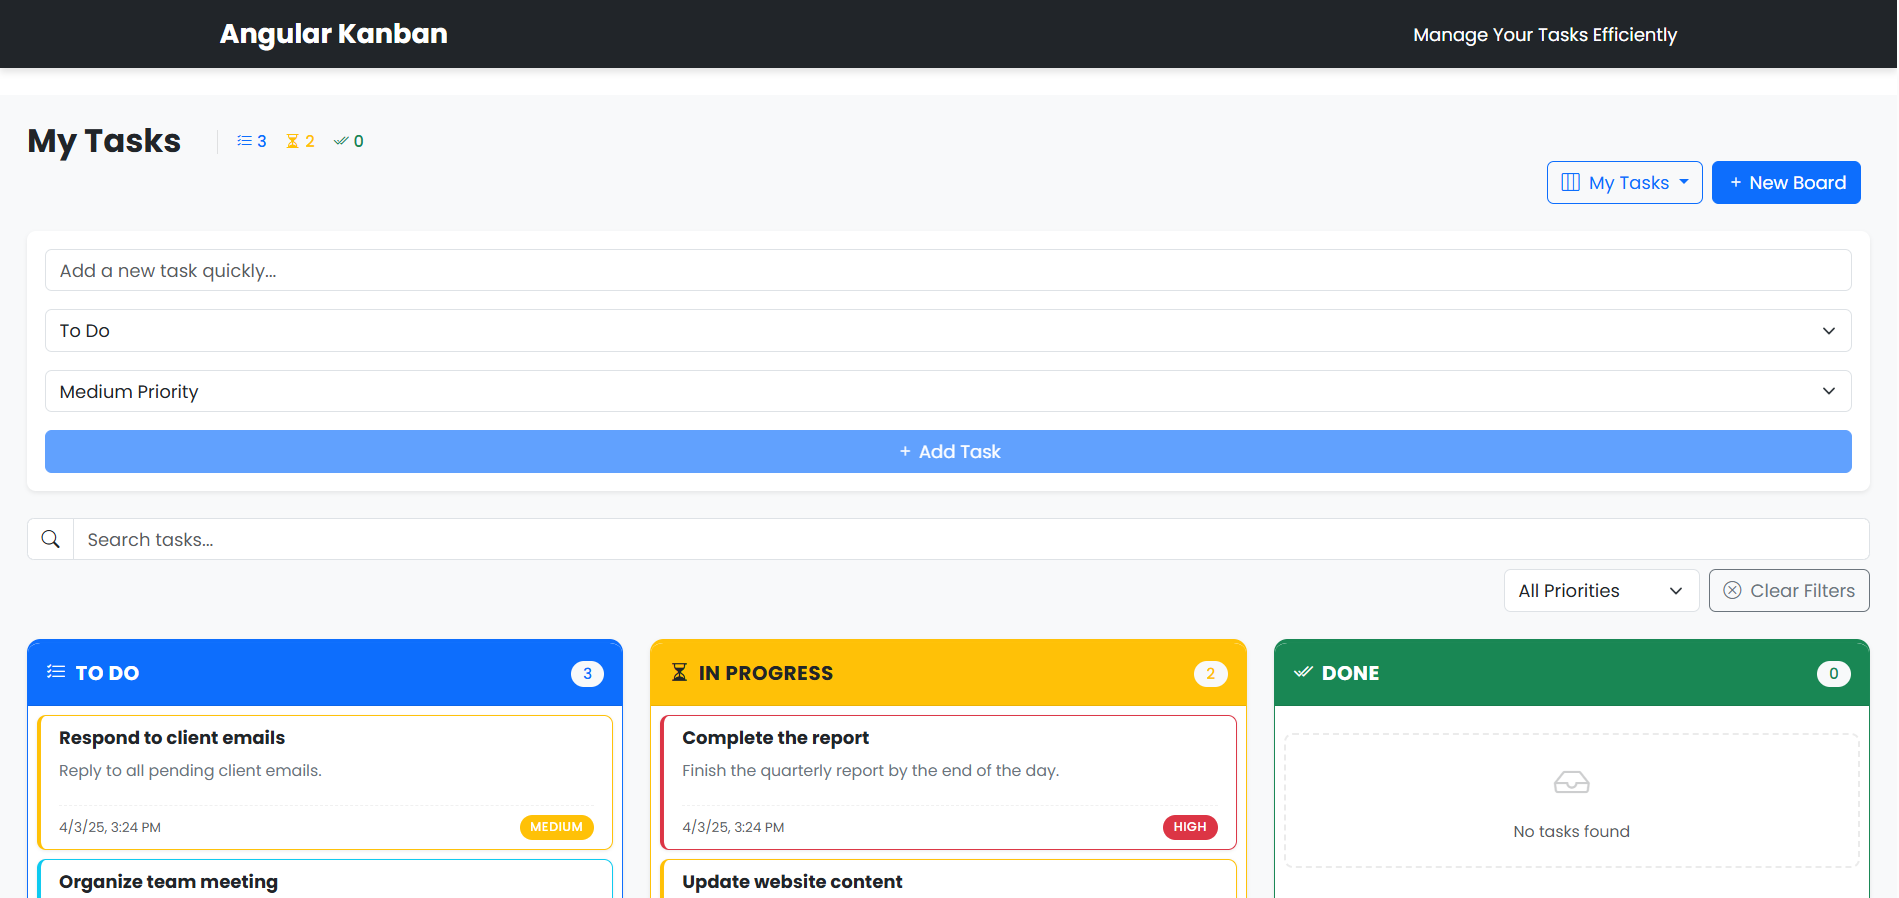 Angular Kanban
Manage Your Tasks Efficiently
My Tasks
3
2
0
My Tasks
+ New Board
Add a new task quickly...
To Do
Medium Priority
+ Add Task
Search tasks...
All Priorities
Clear Filters
TO DO
3
Respond to client emails
Reply to all pending client emails.
4/3/25, 3:24 PM
MEDIUM
Organize team meeting
IN PROGRESS
2
Complete the report
Finish the quarterly report by the end of the day.
4/3/25, 3:24 PM
HIGH
Update website content
DONE
0
No tasks found